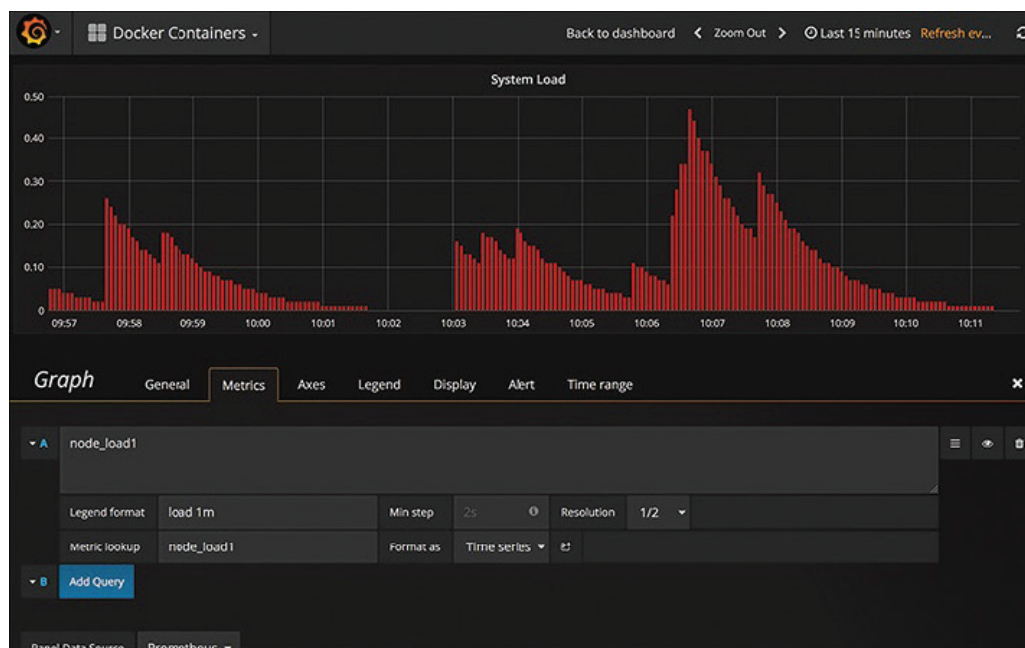 Docker Containers
Back to dashboard Zoom Out Last 15 minutes Refresh ev...
System Load
0.50
0.40
0.30
0.20
0.10
0
09:57 09:58 09:59 10:00 10:01 10:02 10:03 10:04 10:05 10:06 10:07 10:08 10:09 10:10 10:11
Graph General Metrics Axes Legend Display Alert Time range
A node_load1
Legend format load 1m Min step 2s Resolution 1/2
Metric lookup node_load1 Format as Time series
B Add Query
Panel Data Source Prometheus